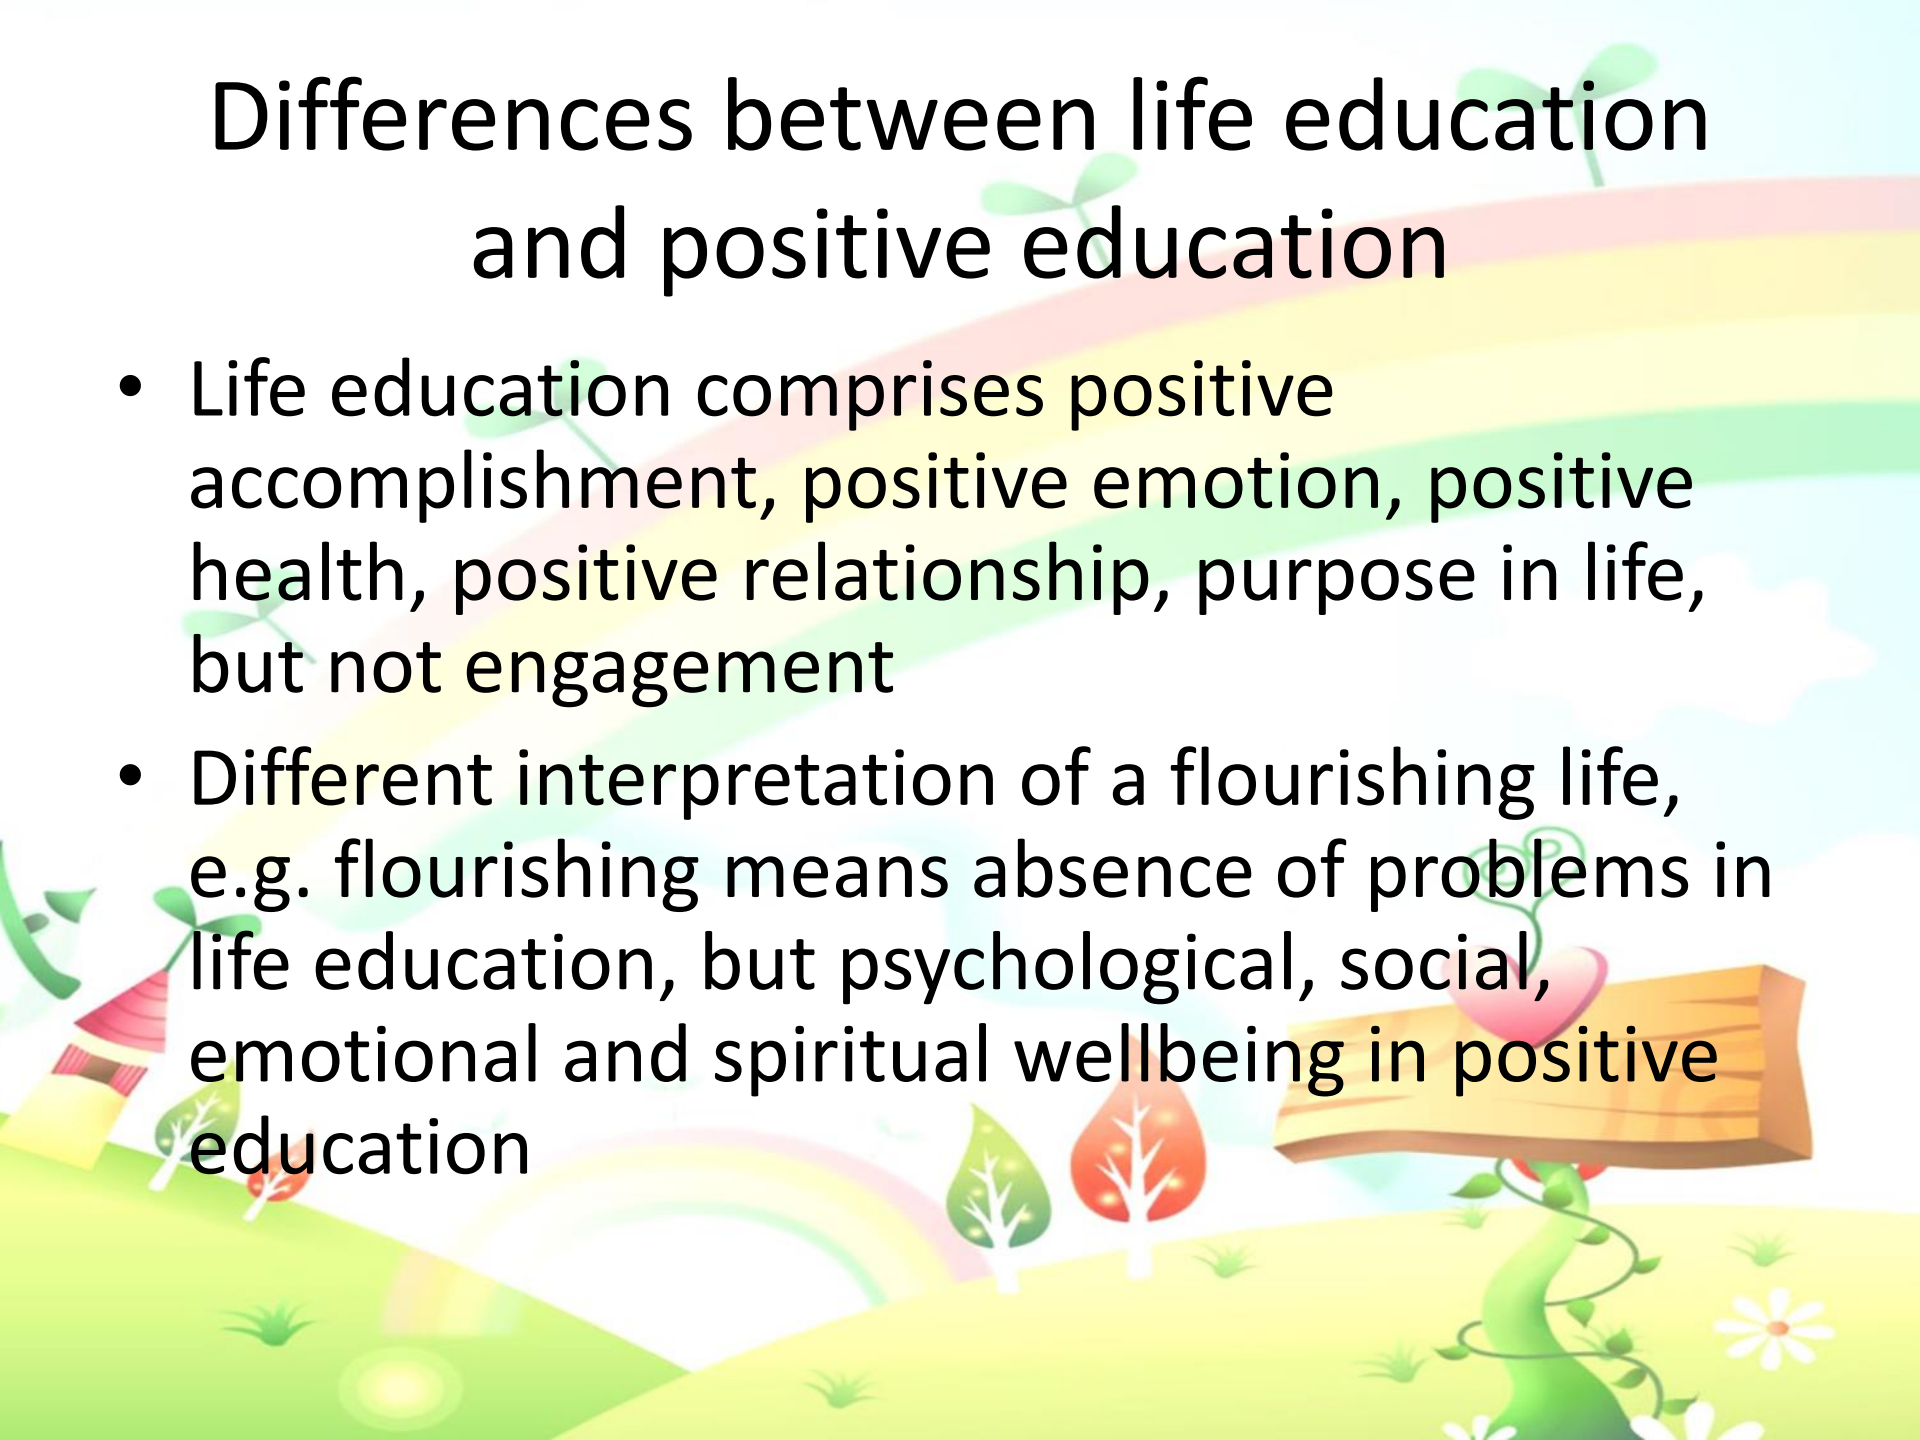 Differences between life education
and positive education
• Life education comprises positive
accomplishment, positive emotion, positive
health, positive relationship, purpose in life,
but not engagement
• Different interpretation of a flourishing life,
e.g. flourishing means absence of problems in
life education, but psychological, social,
emotional and spiritual wellbeing in positive
education